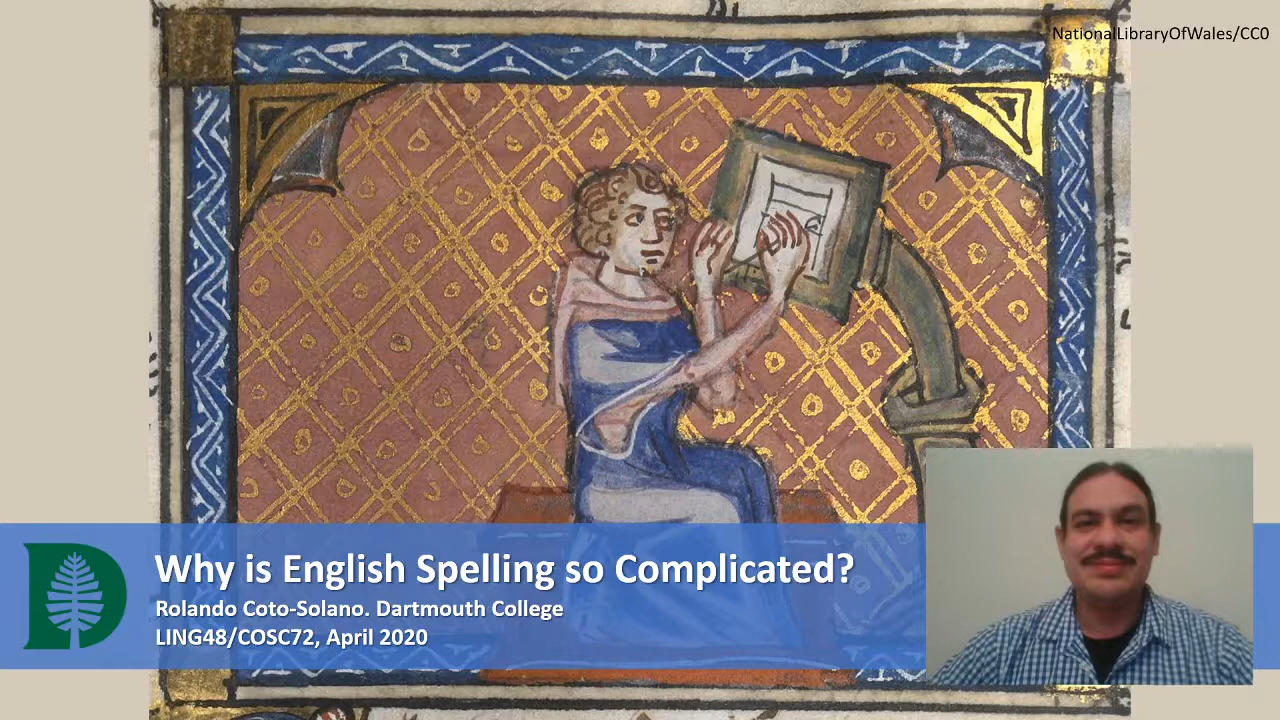 NationalLibraryOfWales/CC0
Why is English Spelling so Complicated?
Rolando Coto-Solano. Dartmouth College
LING48/COSC72, April 2020